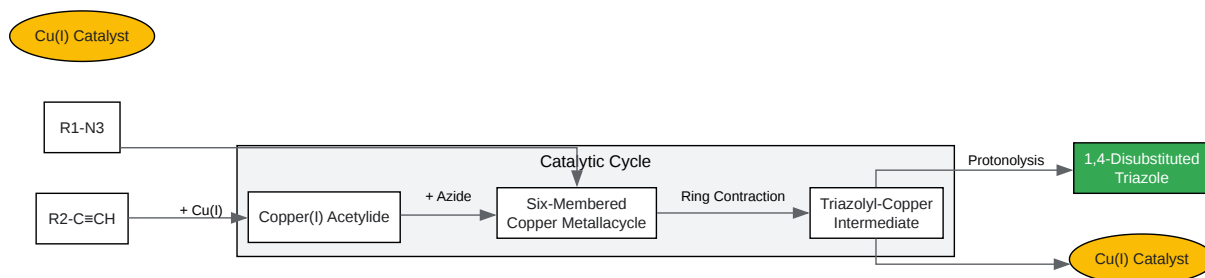 Cu(I) Catalyst
R1-N3
Catalytic Cycle
Protonolysis
1,4-Disubstituted
Triazole
R2-C≡CH
+ Cu(I)
Copper(I) Acetylide
+ Azide
Six-Membered
Copper Metallacycle
Ring Contraction
Triazolyl-Copper
Intermediate
Cu(I) Catalyst